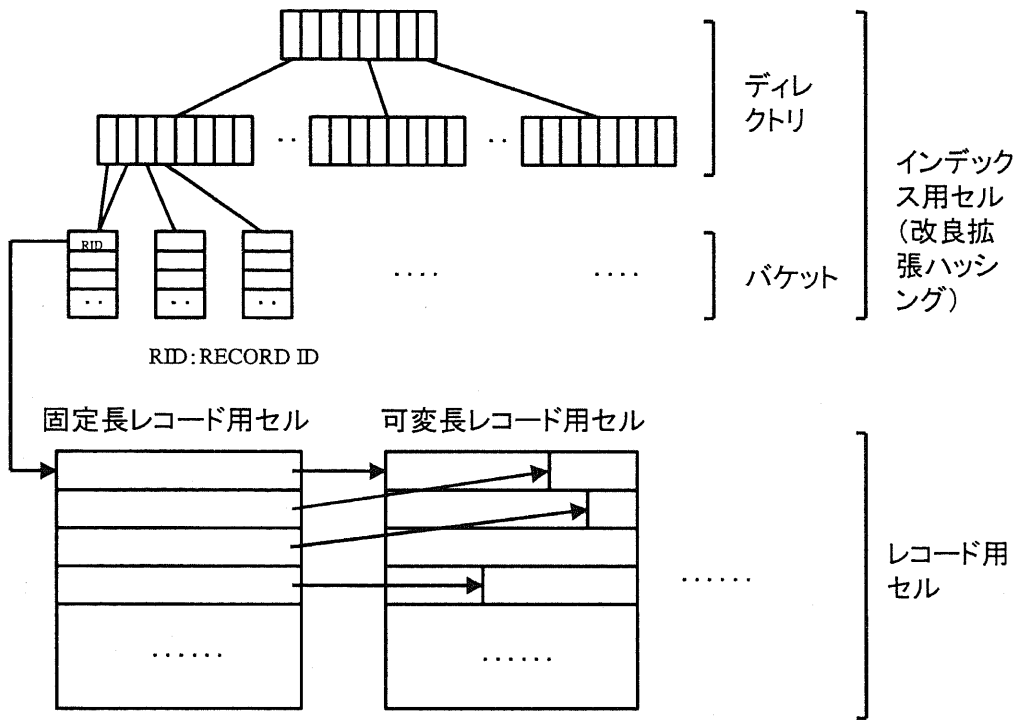 ディレ
クトリ
インデック
ス用セル
(改良拡
張ハッシ
ング)
RID
バケット
RID:RECORD ID
固定長レコード用セル
可変長レコード用セル
レコード用
セル